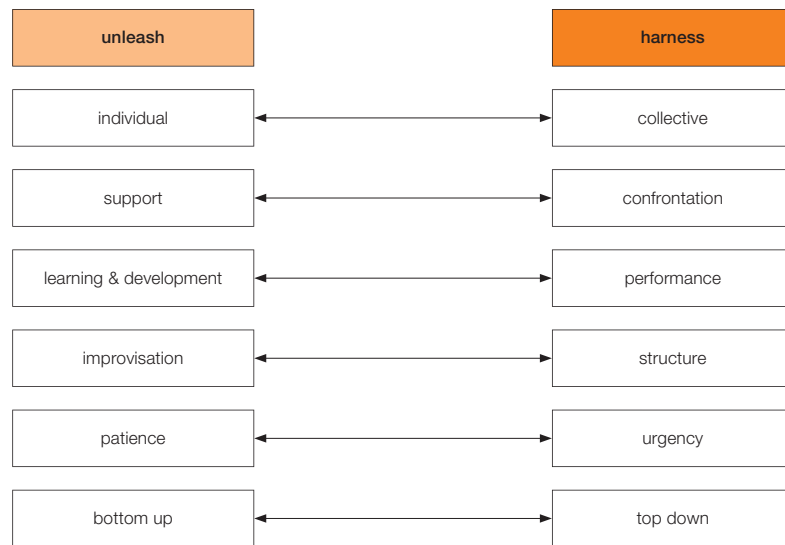 unleash
harness
individual
collective
support
confrontation
learning & development
performance
improvisation
structure
patience
urgency
bottom up
top down